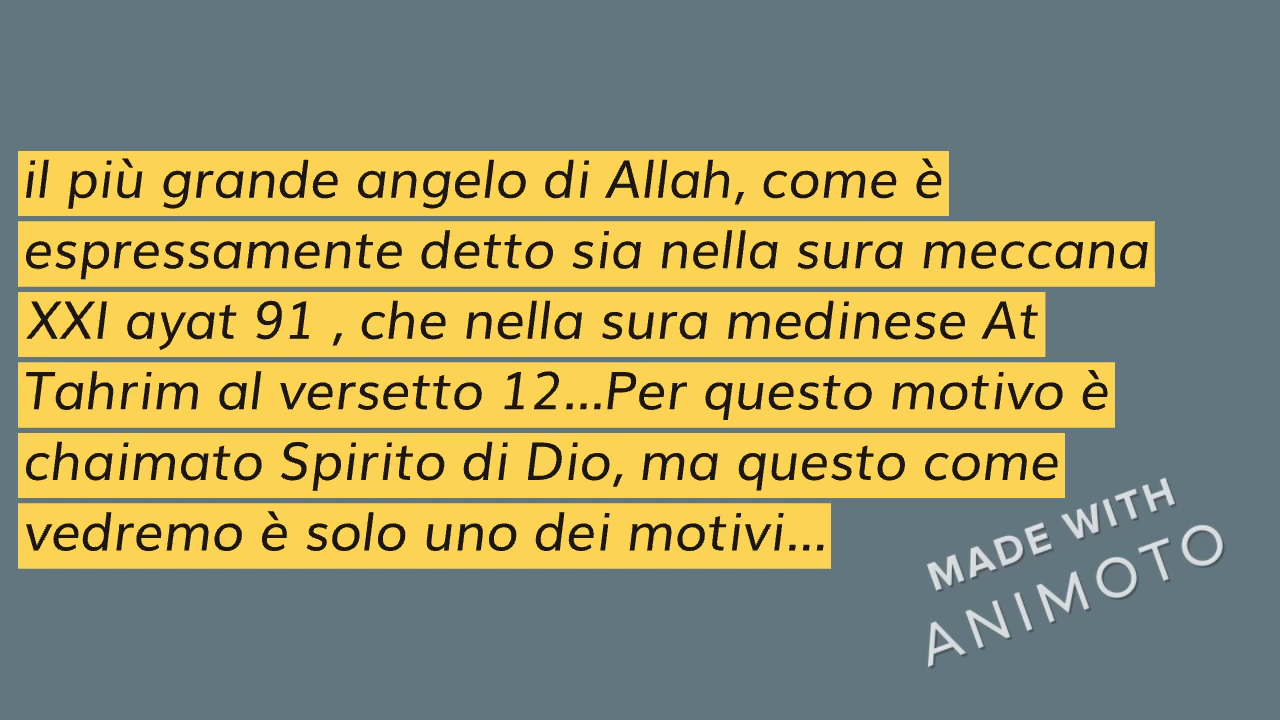 il più grande angelo di Allah, come è
espressamente detto sia nella sura meccana
XXI ayat 91 , che nella sura medinese At
Tahrim al versetto 12...Per questo motivo è
chaimato Spirito di Dio, ma questo come
vedremo è solo uno dei motivi...
MADE WITH
ANIMOTO